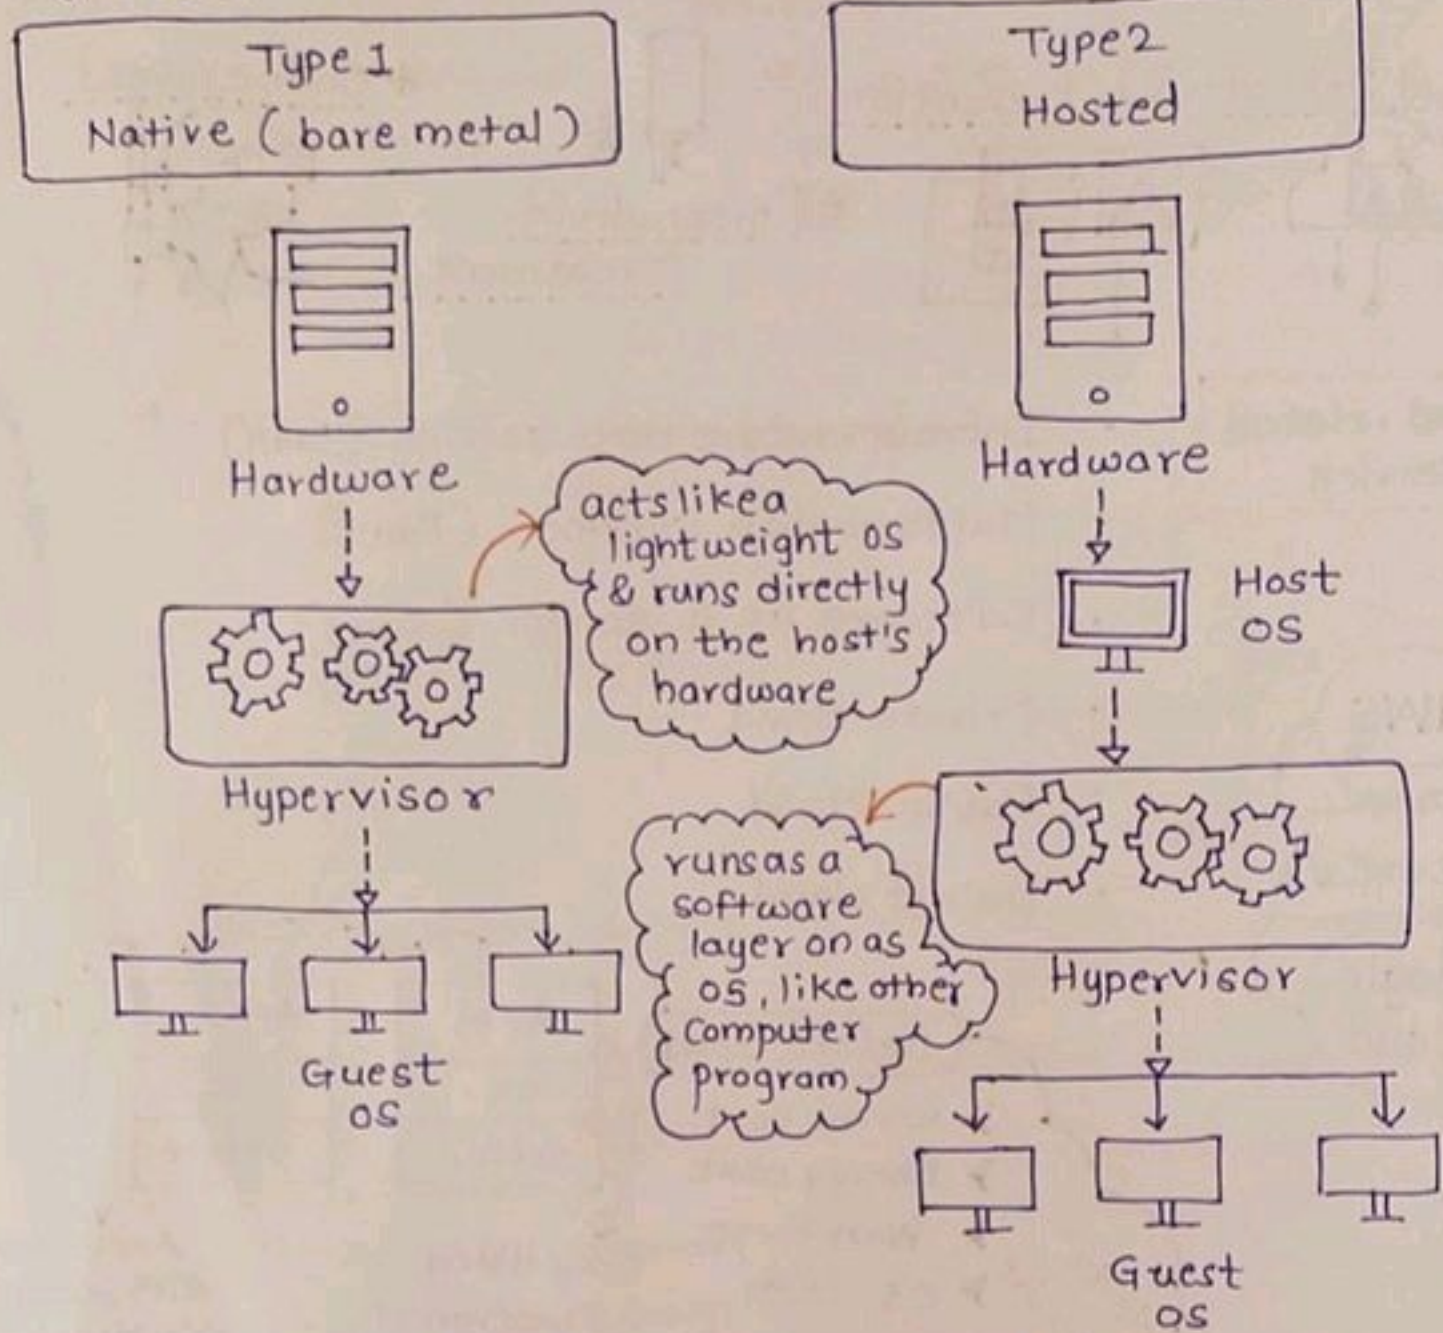 Type 1
Native (bare metal)
Type 2
Hosted
Hardware
Hardware
acts like a
lightweight OS
& runs directly
on the host's
hardware
Host
OS
Hypervisor
runs as a
software
layer on as
OS, like other
Computer
program
Hypervisor
Guest
OS
Guest
OS